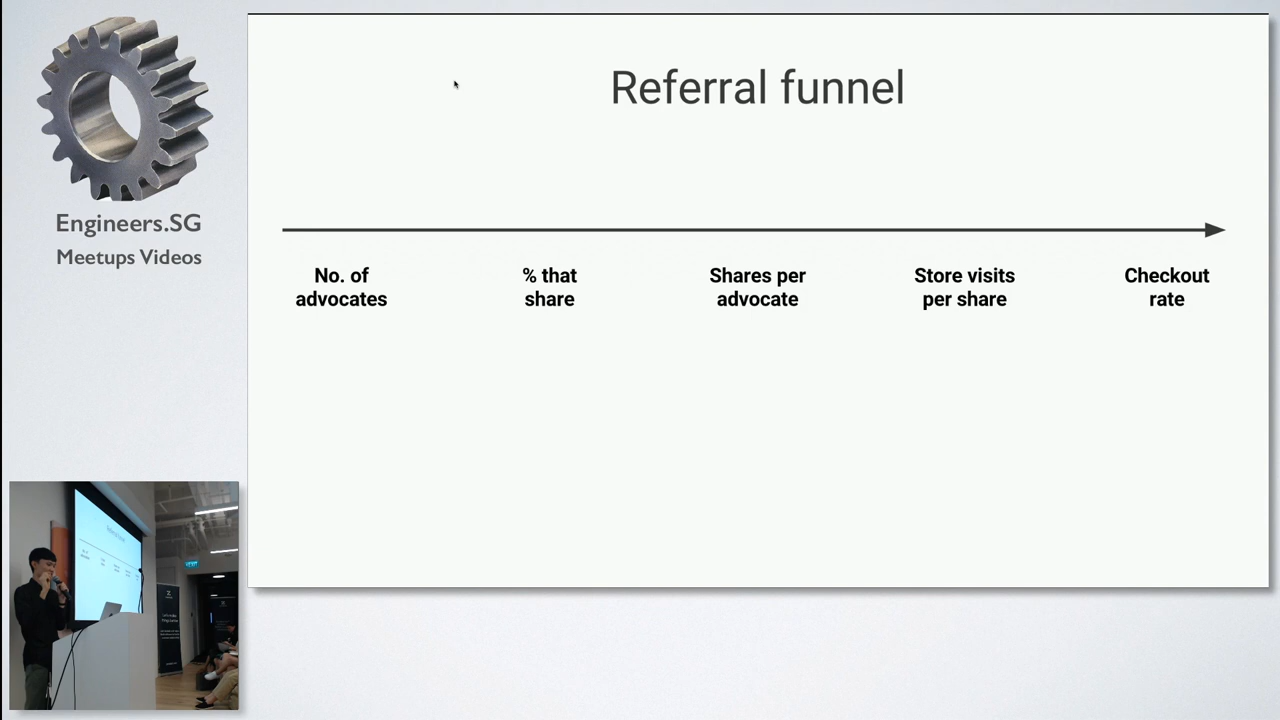 Engineers.SG
Meetups Videos
Referral funnel
No. of
advocates
% that
share
Shares per
advocate
Store visits
per share
Checkout
rate